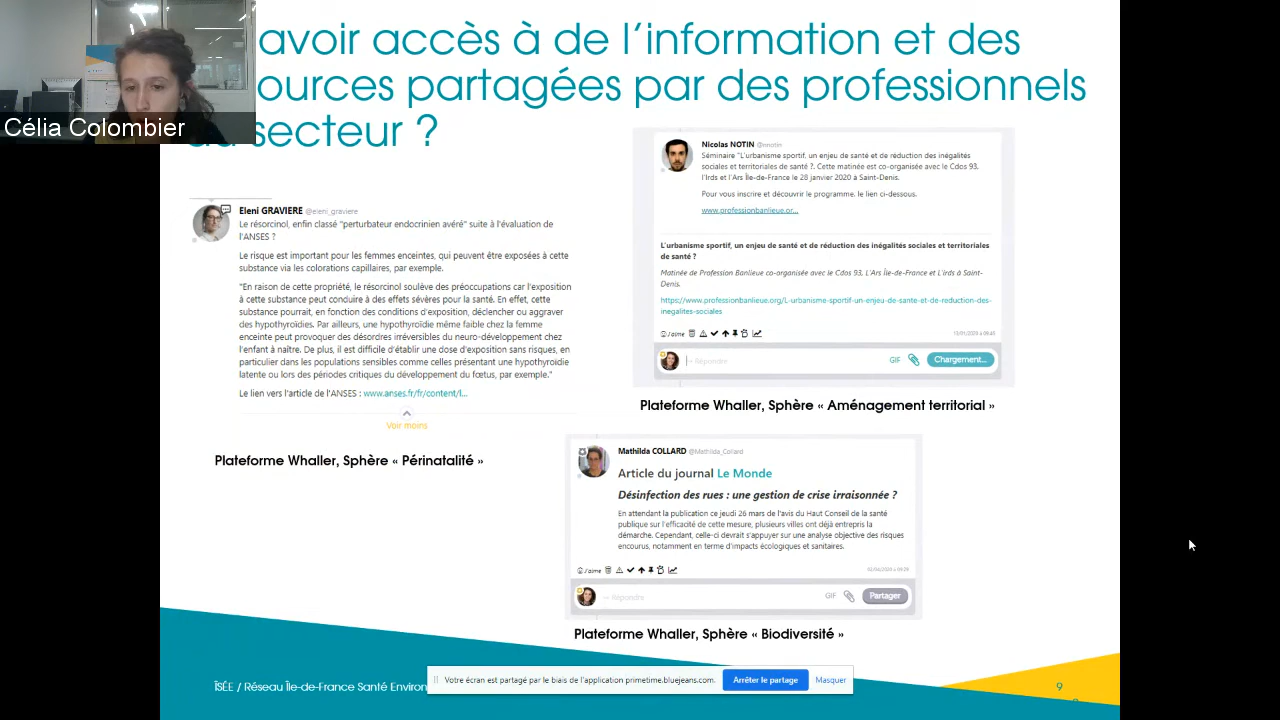 avoir accès à de l'information et des
ources partagées par des professionnels
secteur ?
Célia Colombier
Nicolas NOTIN @nnotin
Séminaire "L'urbanisme sportif, un enjeu de santé et de réduction des inégalités
sociales et territoriales de santé ?. Cette matinée est co-organisée avec le Cdos 93,
l'Irds et l'Ars Île-de-France le 28 janvier 2020 à Saint-Denis.
Pour vous inscrire et découvrir le programme, le lien ci-dessous.
www.professionbanlieue.or...
L'urbanisme sportif, un enjeu de santé et de réduction des inégalités sociales et territoriales
de santé ?
Matinée de Profession Banlieue co-organisée avec le Cdos 93, L'Ars Île-de-France et L'irds à Saint-
Denis.
https://www.professionbanlieue.org/L-urbanisme-sportif-un-enjeu-de-sante-et-de-reduction-des-
inegalites-sociales
J'aime
Répondre
GIF
Chargement...
Plateforme Whaller, Sphère « Aménagement territorial »
Eleni GRAVIERE @eleni_graviere
Le résorcinol, enfin classé "perturbateur endocrinien avéré" suite à l'évaluation de
l'ANSES ?
Le risque est important pour les femmes enceintes, qui peuvent être exposées à cette
substance via les colorations capillaires, par exemple.
"En raison de cette propriété, le résorcinol soulève des préoccupations car l'exposition
à cette substance peut conduire à des effets sévères pour la santé. En effet, cette
substance pourrait, en fonction des conditions d'exposition, déclencher ou aggraver
des hypothyroïdies. Par ailleurs, une hypothyroïdie même faible chez la femme
enceinte peut provoquer des désordres irréversibles du neuro-développement chez
l'enfant à naître. De plus, il est difficile d'établir une dose d'exposition sans risques, en
particulier dans les populations sensibles comme celles présentant une hypothyroïdie
latente ou lors des périodes critiques du développement du fœtus, par exemple."
Le lien vers l'article de l'ANSES : www.anses.fr/fr/content/l...
Voir moins
Plateforme Whaller, Sphère « Périnatalité »
Mathilda COLLARD @Mathilda_Collard
Article du journal Le Monde
Désinfection des rues : une gestion de crise irraisonnée ?
En attendant la publication ce jeudi 26 mars de l'avis du Haut Conseil de la santé
publique sur l'efficacité de cette mesure, plusieurs villes ont déjà entrepris la
démarche. Cependant, celle-ci devrait s'appuyer sur une analyse objective des risques
encourus, notamment en terme d'impacts écologiques et sanitaires.
J'aime
Répondre
GIF
Partager
Plateforme Whaller, Sphère « Biodiversité »
ÎSÉE / Réseau Île-de-France Santé Environ
Votre écran est partagé par le biais de l'application primetime.bluejeans.com.
Arrêter le partage
Masquer
9